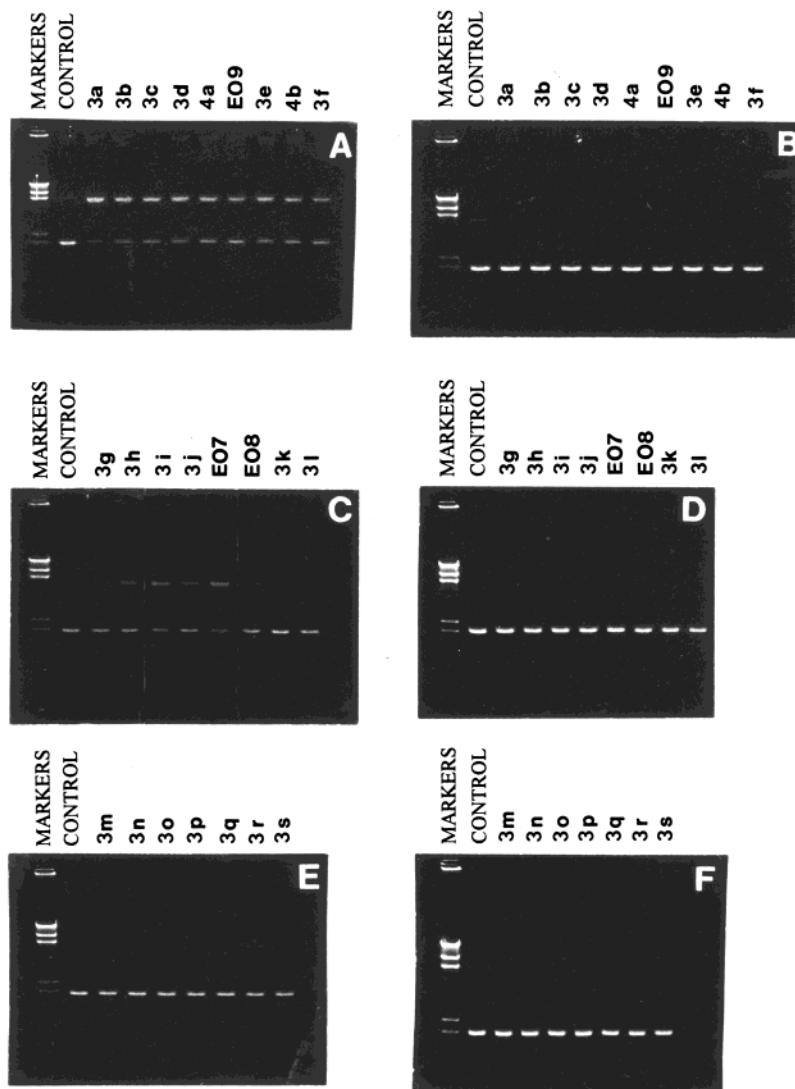 MARKERS
CONTROL
3a
3b
3c
3d
4a
EO9
3e
4b
3f
A
MARKERS
CONTROL
3a
3b
3c
3d
4a
EO9
3e
4b
3f
B
MARKERS
CONTROL
3g
3h
3i
3j
EO7
EO8
3k
3l
C
MARKERS
CONTROL
3g
3h
3i
3j
EO7
EO8
3k
3l
D
MARKERS
CONTROL
3m
3n
3o
3p
3q
3r
3s
E
MARKERS
CONTROL
3m
3n
3o
3p
3q
3r
3s
F